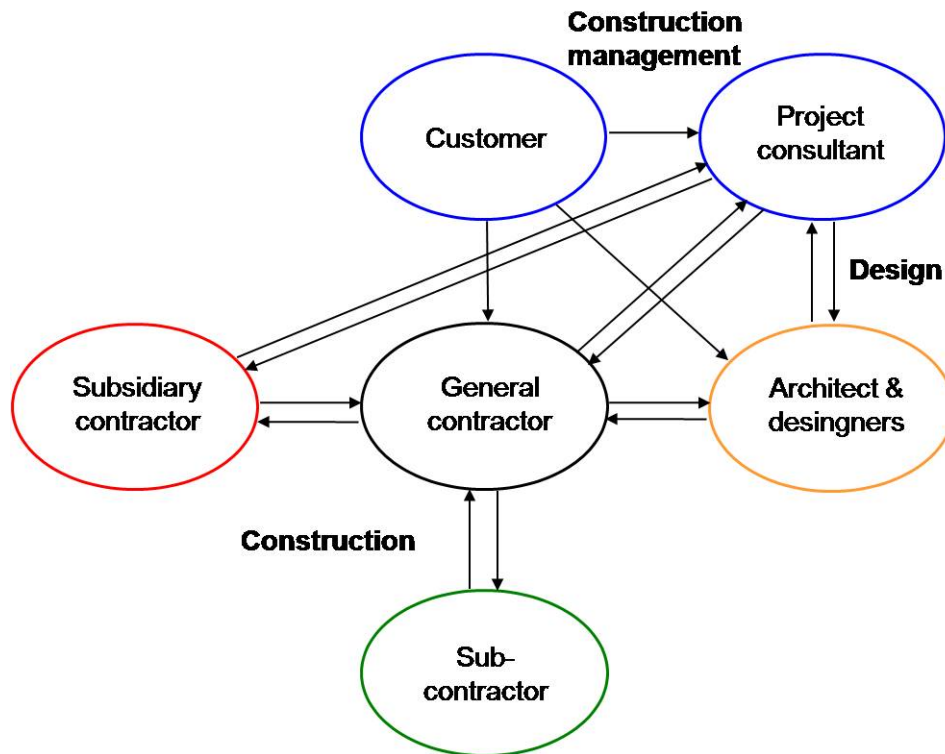 Construction
management
Customer
Project
consultant
Design
Subsidiary
contractor
General
contractor
Architect &
desingners
Construction
Sub-
contractor